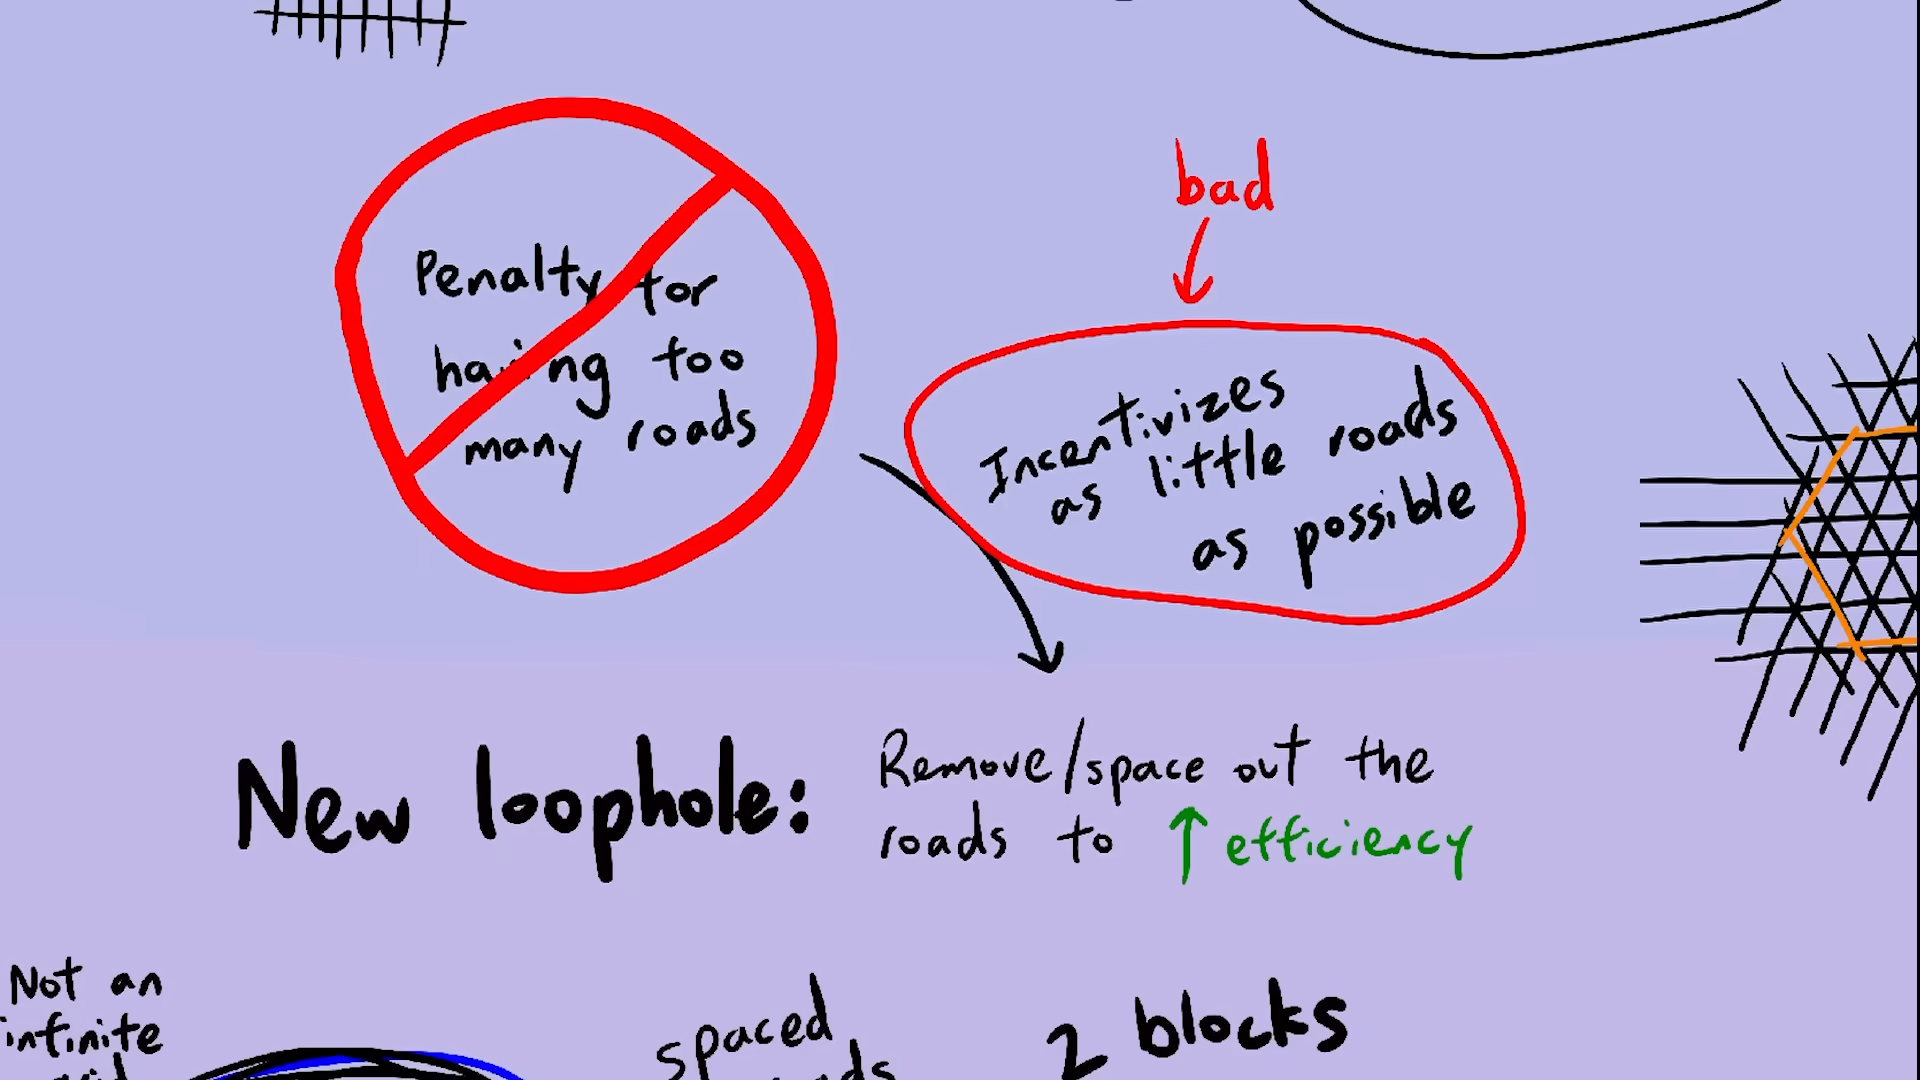 bad
Penalty for
having too
many roads
Incentivizes
as little roads
as possible
New loophole:
Remove/space out the
roads to ↑ efficiency
Not an
infinite
spaced
2 blocks